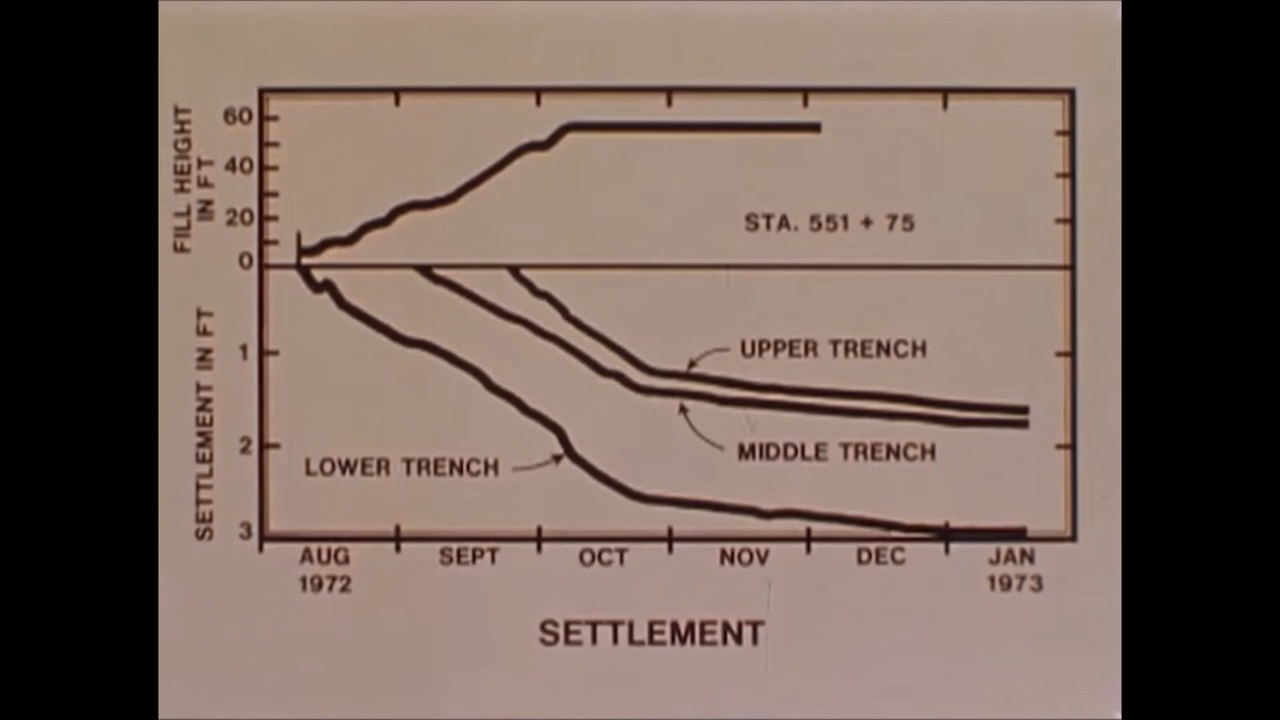 FILL HEIGHT
IN FT
60
40
20
0
STA. 551 + 75
SETTLEMENT IN FT
1
2
3
UPPER TRENCH
MIDDLE TRENCH
LOWER TRENCH
AUG SEPT OCT NOV DEC JAN
1972 1973
SETTLEMENT